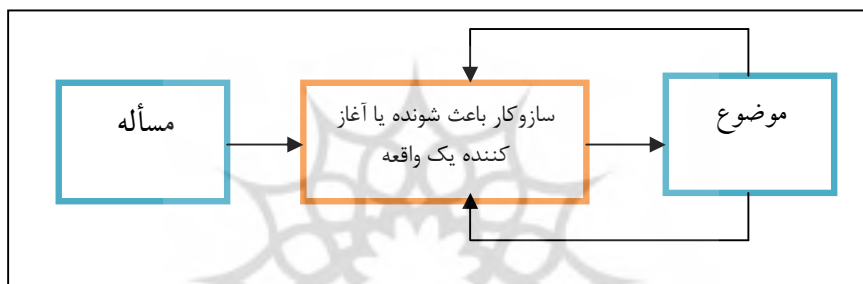 موضوع
سازوکار باعث شونده یا آغاز
کننده یک واقعه
مسأله